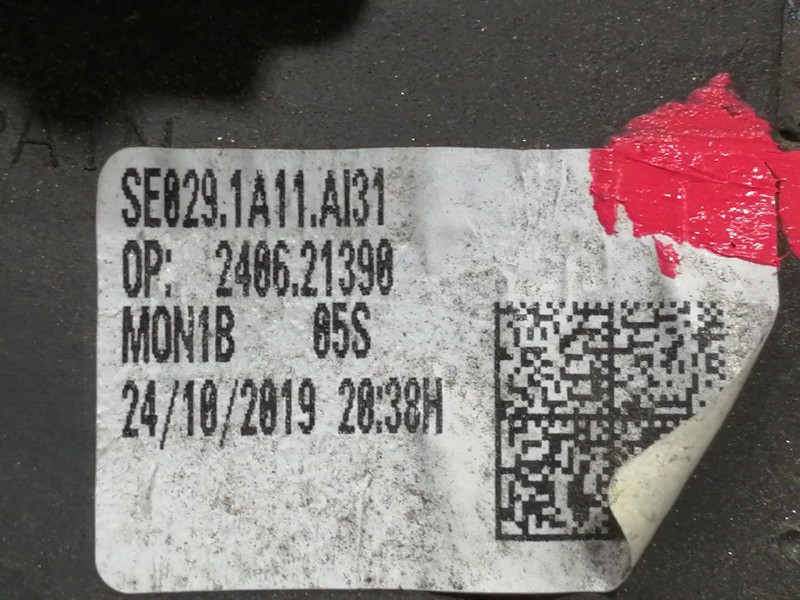 SE029.1A11.AI31
OP: 2406.21390
MON1B 05S
24/10/2019 20:38H